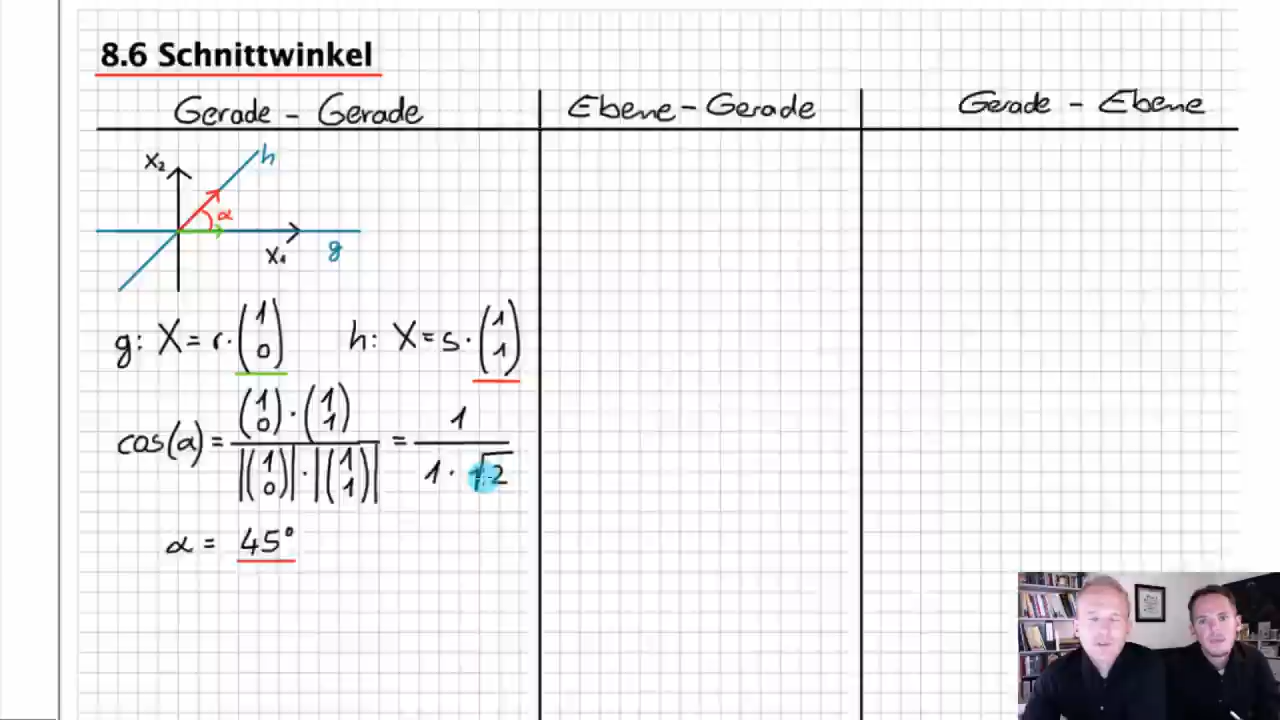 8.6 Schnittwinkel
Gerade - Gerade
Ebene - Gerade
Gerade - Ebene
x₂
h
α
x₁
g
g: X = r · (1 0) h: X = s · (1 1)
cos(α) = (1 0) · (1 1) / |(1 0)| · |(1 1)| = 1 / 1 · √2
α = 45°